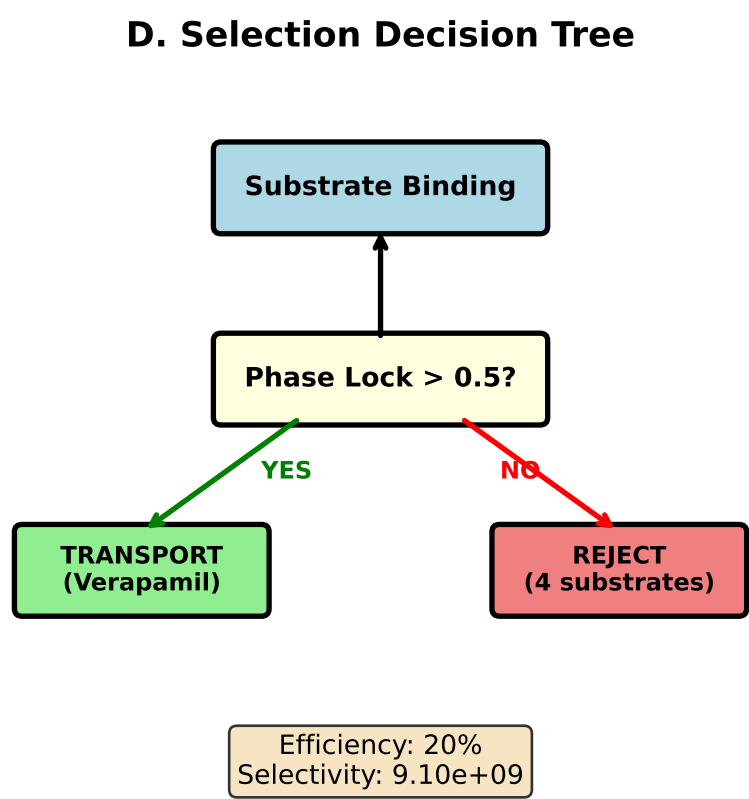 D. Selection Decision Tree
Substrate Binding
Phase Lock > 0.5?
YES
NO
TRANSPORT
(Verapamil)
REJECT
(4 substrates)
Efficiency: 20%
Selectivity: 9.10e+09